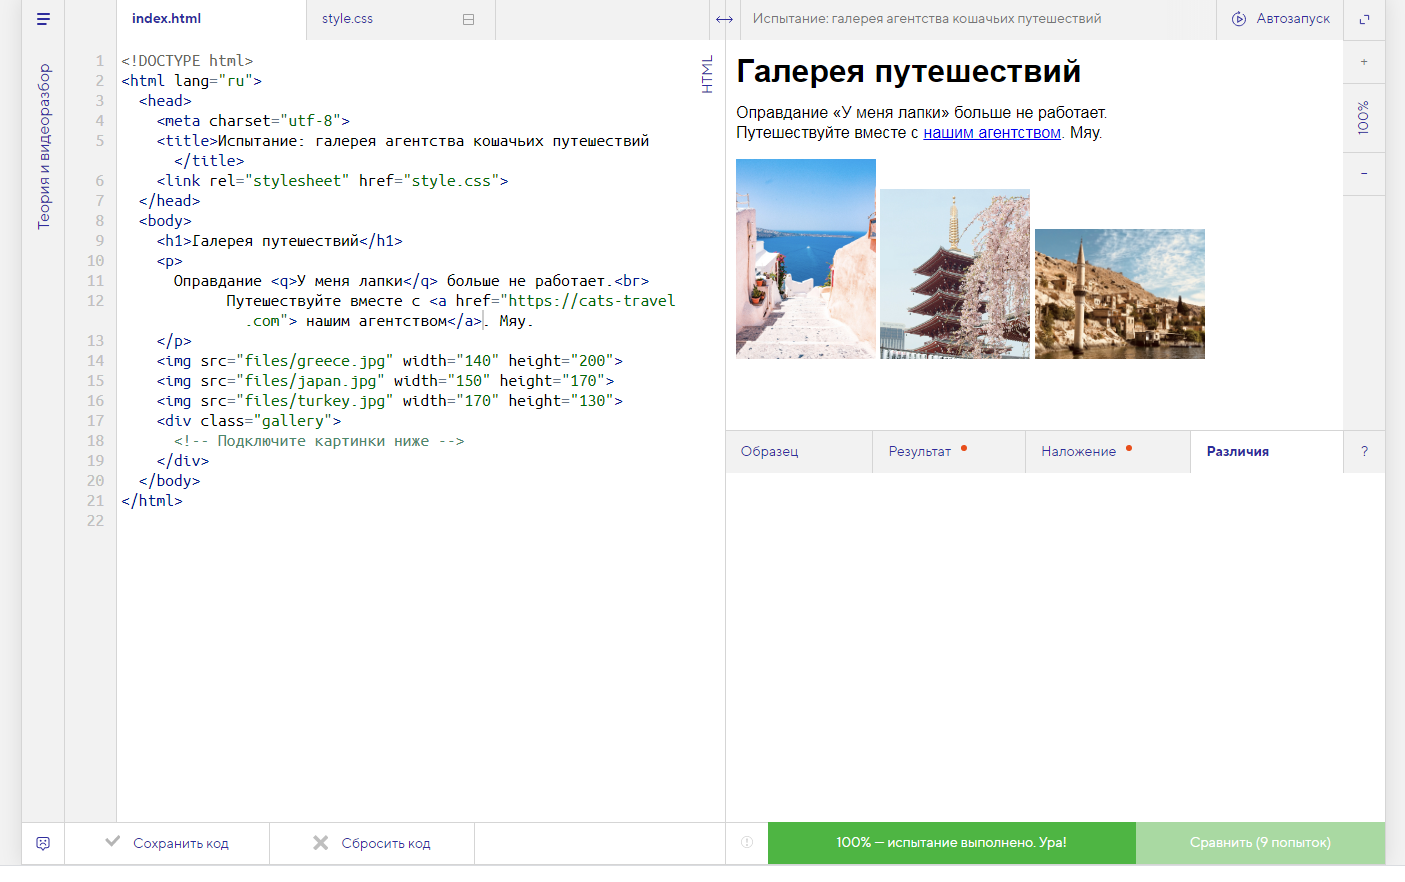 index.html
style.css
Испытание: галерея агентства кошачьих путешествий
Автозапуск
Теория и видеоразбор
HTML
1 <!DOCTYPE html>
2 <html lang="ru">
3 <head>
4 <meta charset="utf-8">
5 <title>Испытание: галерея агентства кошачьих путешествий
</title>
6 <link rel="stylesheet" href="style.css">
7 </head>
8 <body>
9 <h1>Галерея путешествий</h1>
10 <p>
11 Оправдание <q>У меня лапки</q> больше не работает.<br>
12 Путешествуйте вместе с <a href="https://cats-travel
.com"> нашим агентством</a>. Мяу.
13 </p>
14 <img src="files/greece.jpg" width="140" height="200">
15 <img src="files/japan.jpg" width="150" height="170">
16 <img src="files/turkey.jpg" width="170" height="130">
17 <div class="gallery">
18 <!-- Подключите картинки ниже -->
19 </div>
20 </body>
21 </html>
22
Галерея путешествий
Оправдание «У меня лапки» больше не работает.
Путешествуйте вместе с нашим агентством. Мяу.
+
100%
−
Образец
Результат
Наложение
Различия
?
Сохранить код
Сбросить код
100% — испытание выполнено. Ура!
Сравнить (9 попыток)